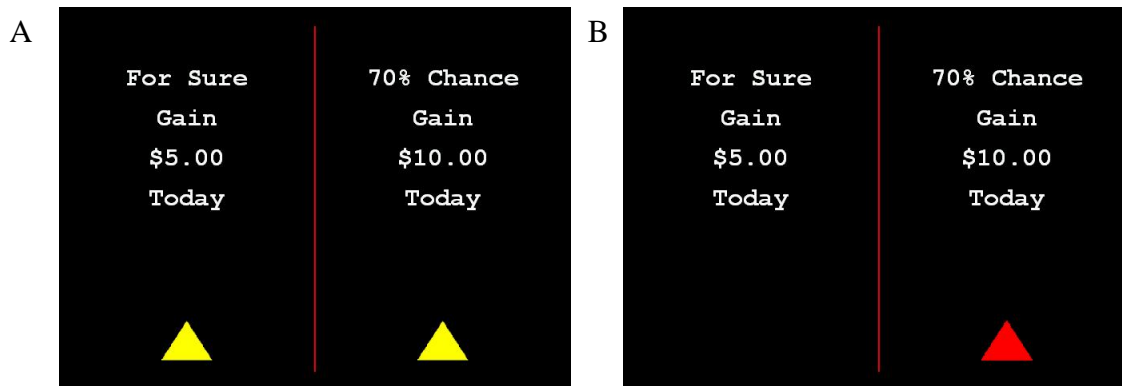 A
For Sure
Gain
$5.00
Today
70% Chance
Gain
$10.00
Today
B
For Sure
Gain
$5.00
Today
70% Chance
Gain
$10.00
Today